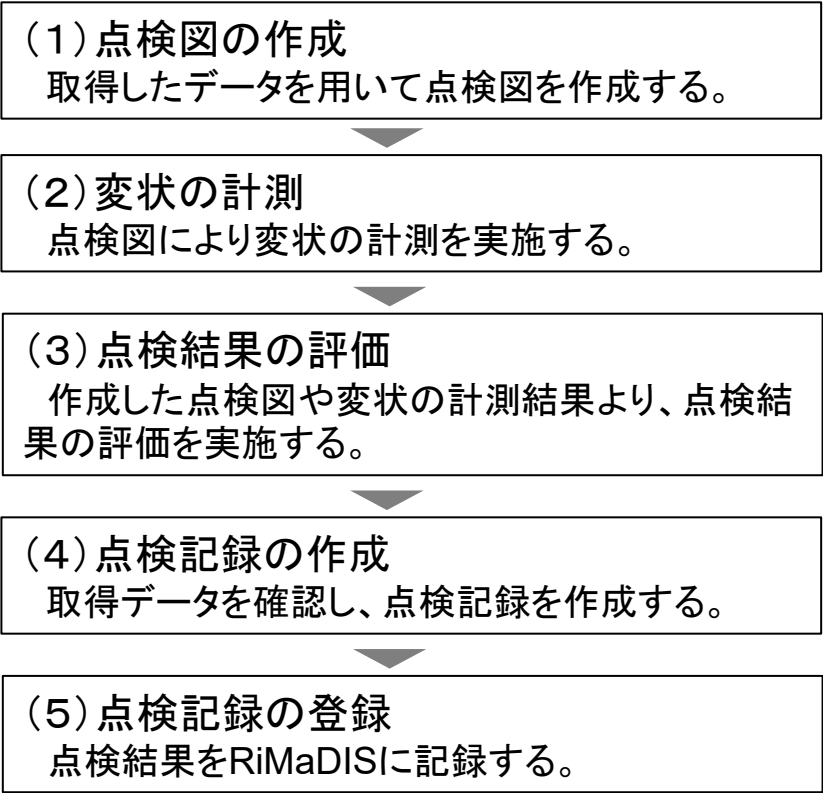 （１）点検図の作成
取得したデータを用いて点検図を作成する。
（２）変状の計測
点検図により変状の計測を実施する。
（３）点検結果の評価
作成した点検図や変状の計測結果より、点検結
果の評価を実施する。
（４）点検記録の作成
取得データを確認し、点検記録を作成する。
（５）点検記録の登録
点検結果をRiMaDISに記録する。